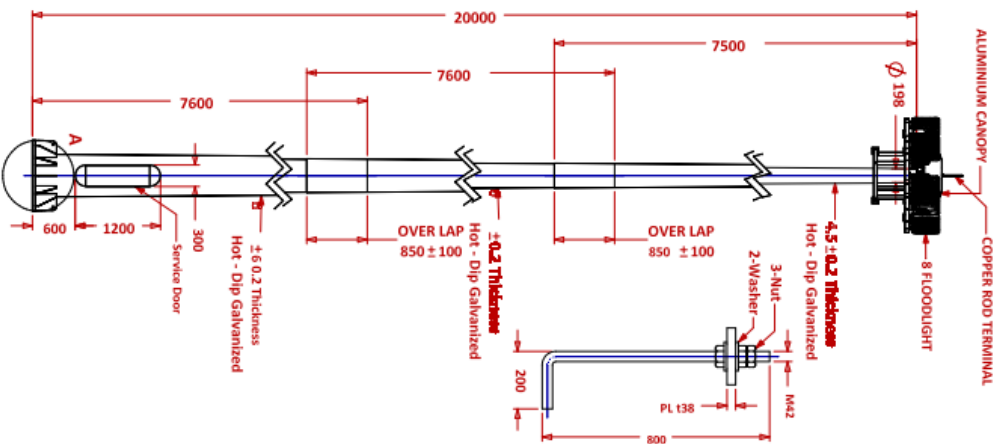 20000
7500
7600
7600
ALUMINIUM CANOPY
COPPER ROD TERMINAL
8 FLOODLIGHT
Ø 198
A
600
1200
300
Service Door
±6 0.2 Thickness
Hot - Dip Galvanized
OVER LAP
850 ± 100
±0.2 Thickness
Hot - Dip Galvanized
OVER LAP
850 ± 100
4.5 ±0.2 Thickness
Hot - Dip Galvanized
3-Nut
2-Washer
200
PL t38
M42
800